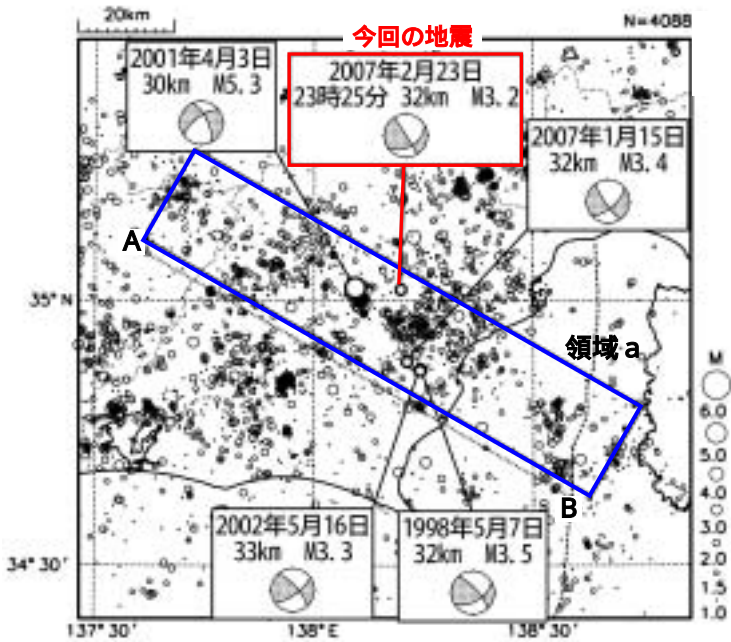 20km
N=4088
今回の地震
2001年4月3日
30km M5.3
2007年2月23日
23時25分 32km M3.2
2007年1月15日
32km M3.4
A
35°N
領域a
M
6.0
5.0
4.0
3.0
2.0
1.5
1.0
B
2002年5月16日
33km M3.3
1998年5月7日
32km M3.5
34°30'
137°30'
138°E
138°30'